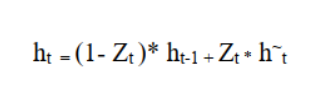 hₜ = (1- Zₜ)* hₜ₋₁ + Zₜ * h˜ₜ